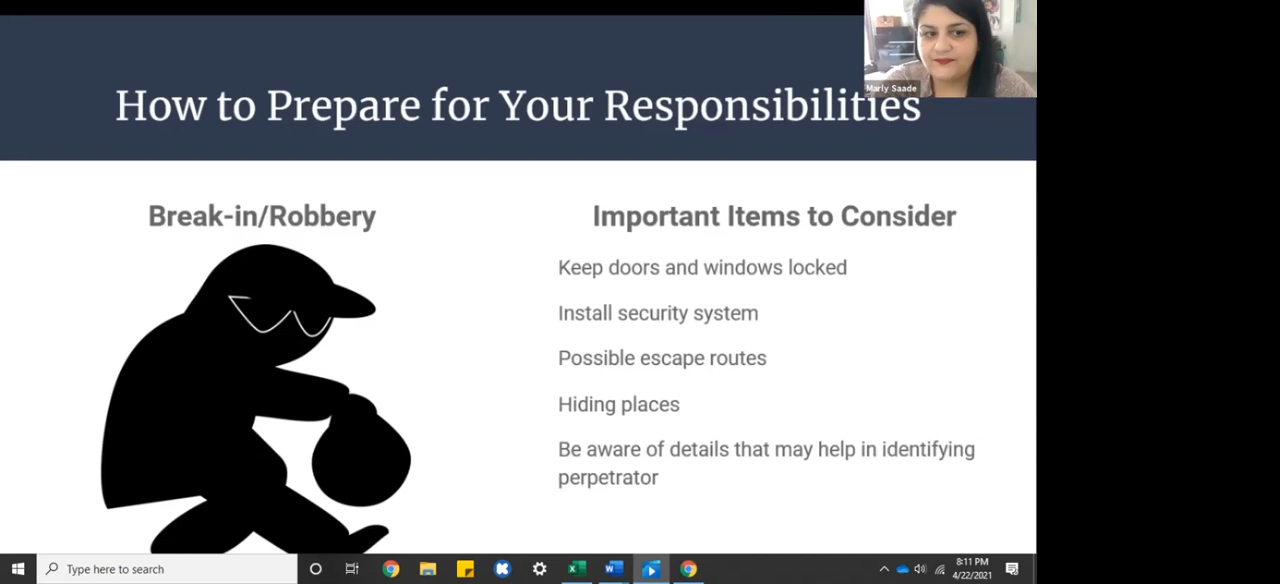 Marly Saade
How to Prepare for Your Responsibilities
Break-in/Robbery
Important Items to Consider
Keep doors and windows locked
Install security system
Possible escape routes
Hiding places
Be aware of details that may help in identifying
perpetrator
Type here to search
8:11 PM
4/22/2021